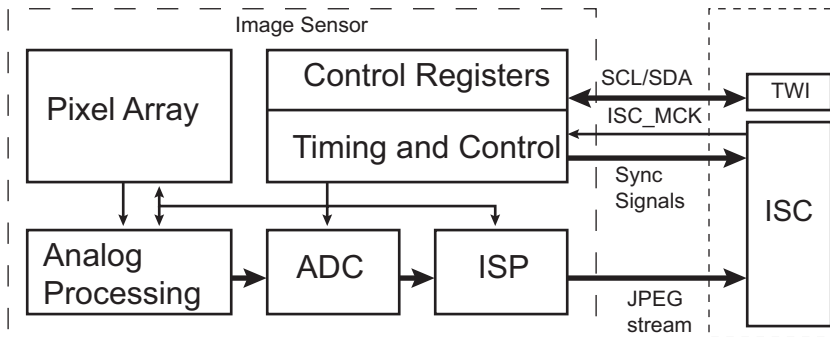 Image Sensor
Pixel Array
Control Registers
Timing and Control
SCL/SDA
TWI
ISC_MCK
Sync
Signals
ISC
Analog
Processing
ADC
ISP
JPEG
stream